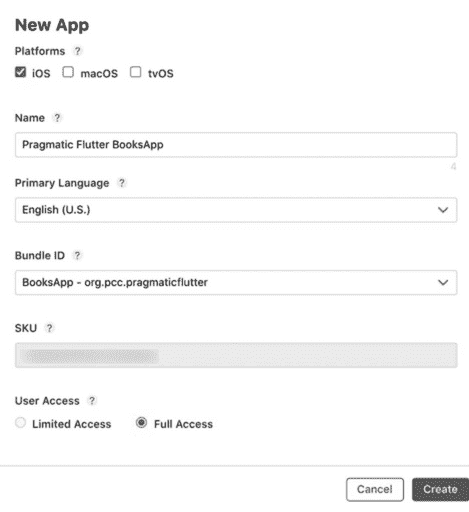 New App
Platforms ?
iOS macOS tvOS
Name ?
Pragmatic Flutter BooksApp
4
Primary Language ?
English (U.S.)
Bundle ID ?
BooksApp - org.pcc.pragmaticflutter
SKU ?
User Access ?
Limited Access Full Access
Cancel Create